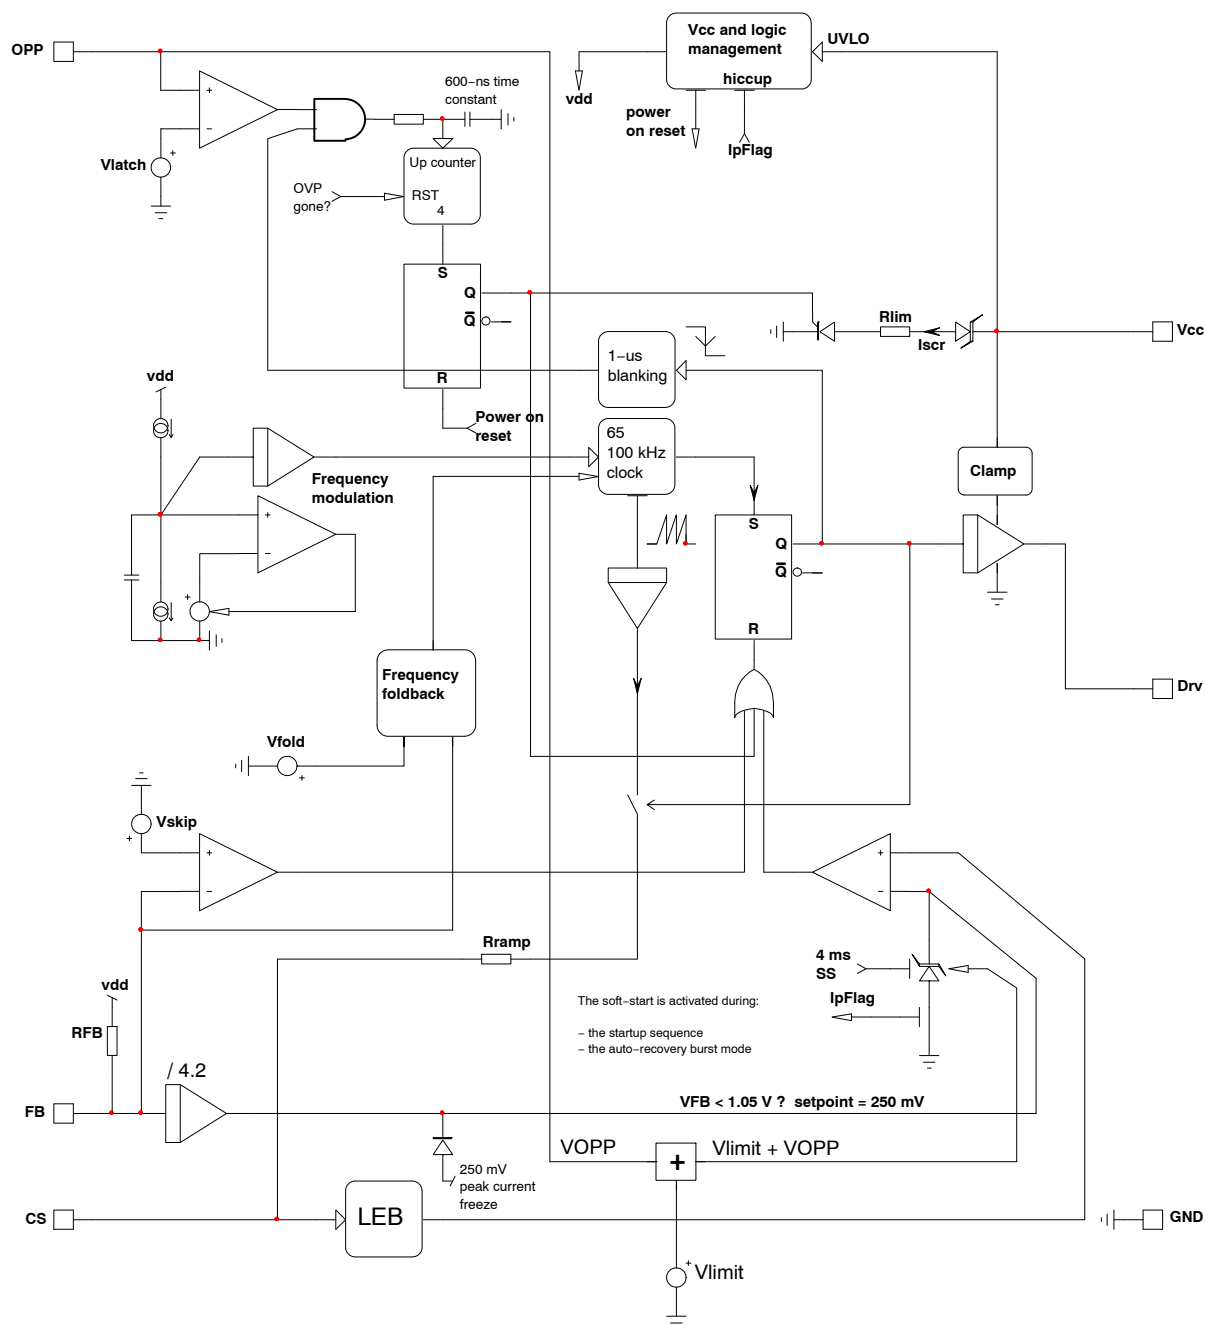 OPP
Vcc and logic
management
hiccup
UVLO
vdd
power
on reset
IpFlag
600−ns time
constant
+
−
Vlatch
+
Up counter
RST
4
OVP
gone?
S
Q
Q
R
Power on
reset
1−us
blanking
Rlim
Iscr
Vcc
vdd
65
100 kHz
clock
Frequency
modulation
+
−
+
Clamp
S
Q
Q
R
Drv
Frequency
foldback
Vfold
+
Vskip
+
+
−
+
−
Rramp
4 ms
SS
IpFlag
The soft−start is activated during:
− the startup sequence
− the auto−recovery burst mode
vdd
RFB
/ 4.2
FB
VFB < 1.05 V ? setpoint = 250 mV
VOPP
+
Vlimit + VOPP
250 mV
peak current
freeze
CS
LEB
GND
+
Vlimit